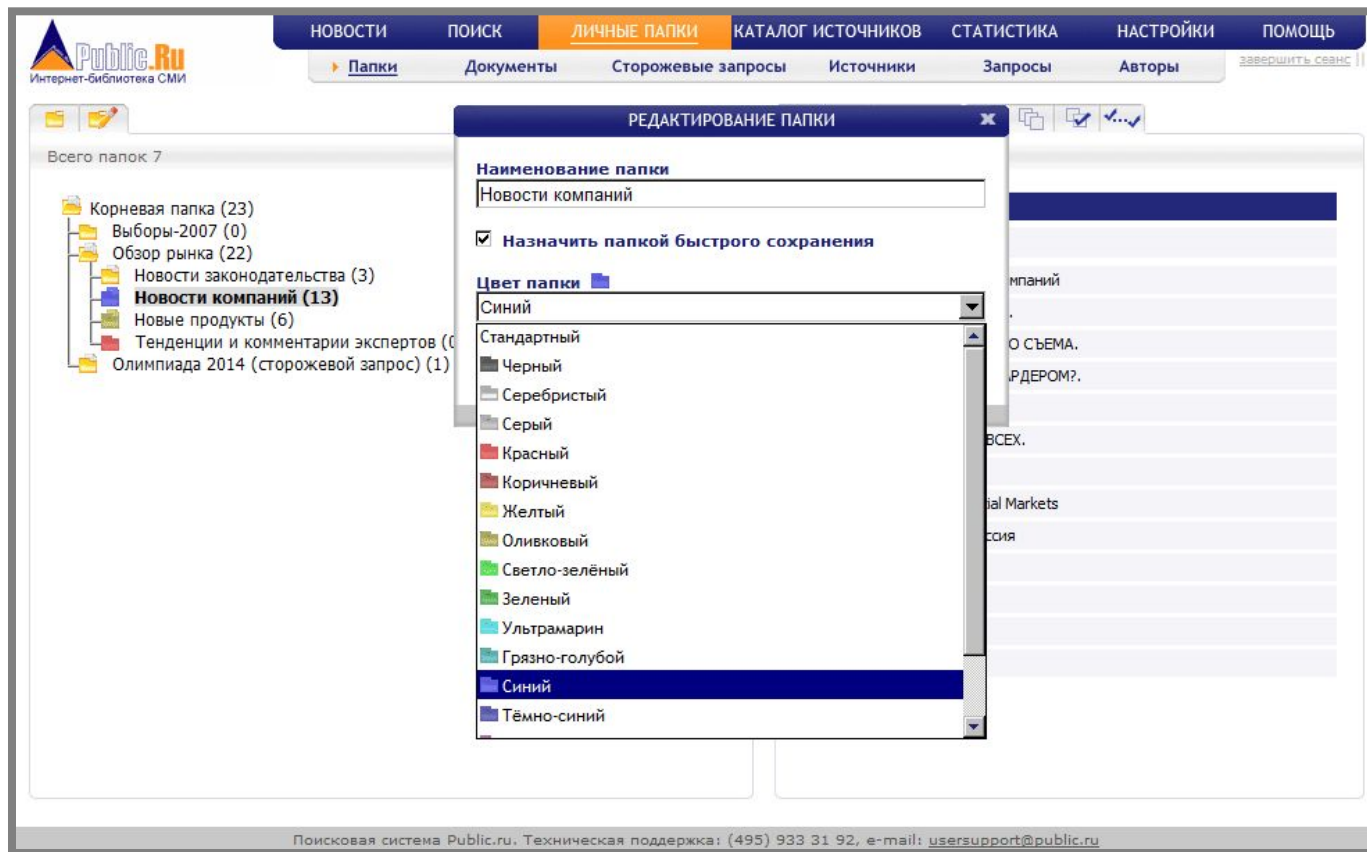 НОВОСТИ ПОИСК ЛИЧНЫЕ ПАПКИ КАТАЛОГ ИСТОЧНИКОВ СТАТИСТИКА НАСТРОЙКИ ПОМОЩЬ
Public.Ru
Интернет-библиотека СМИ
Папки Документы Сторожевые запросы Источники Запросы Авторы завершить сеанс ||
РЕДАКТИРОВАНИЕ ПАПКИ
Всего папок 7
Наименование папки
Новости компаний
Назначить папкой быстрого сохранения
Цвет папки
Синий
Стандартный
Черный
Серебристый
Серый
Красный
Коричневый
Желтый
Оливковый
Светло-зелёный
Зеленый
Ультрамарин
Грязно-голубой
Синий
Тёмно-синий
Корневая папка (23)
Выборы-2007 (0)
Обзор рынка (22)
Новости законодательства (3)
Новости компаний (13)
Новые продукты (6)
Тенденции и комментарии экспертов (0
Олимпиада 2014 (сторожевой запрос) (1)
мпаний
О СЪЕМА.
АРДЕРОМ?.
ВСЕХ.
ial Markets
ссия
Поисковая система Public.ru. Техническая поддержка: (495) 933 31 92, e-mail: usersupport@public.ru